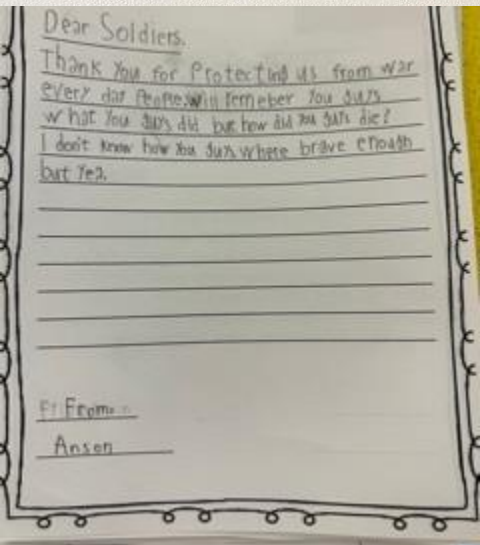 Dear Soldiers.
Thank You for Protecting us from war
every day People will remeber You guys
what You guys did but how did You guys die?
I don't know how You guys where brave enough
but Yea.
From
Anson